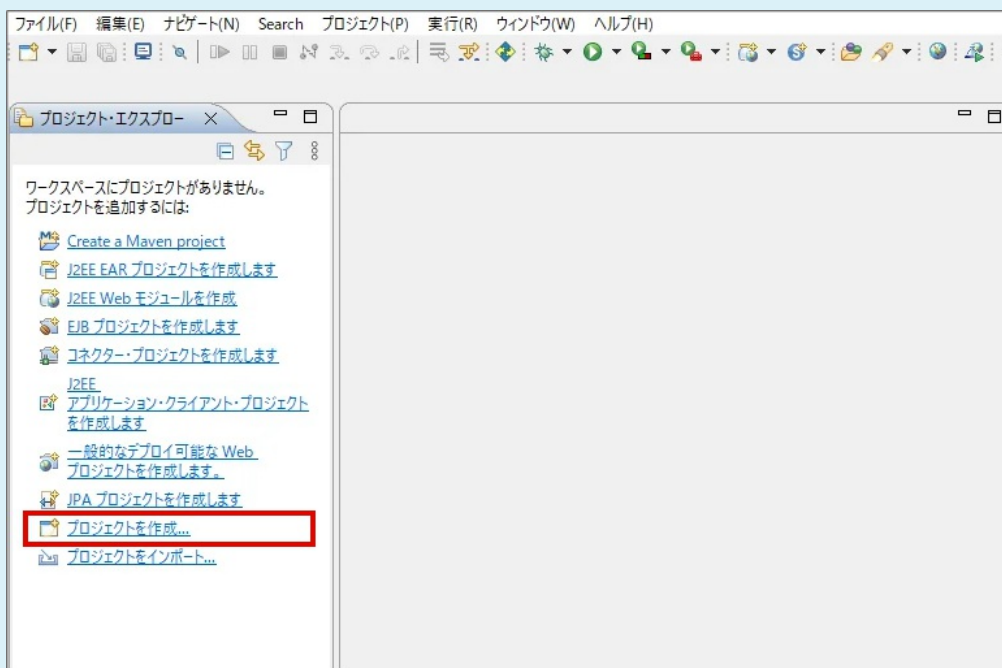 ファイル(F) 編集(E) ナビゲート(N) Search プロジェクト(P) 実行(R) ウィンドウ(W) ヘルプ(H)
プロジェクト・エクスプロー
ワークスペースにプロジェクトがありません。
プロジェクトを追加するには:
Create a Maven project
J2EE EAR プロジェクトを作成します
J2EE Web モジュールを作成
EJB プロジェクトを作成します
コネクター・プロジェクトを作成します
J2EE
アプリケーション・クライアント・プロジェクト
を作成します
一般的なデプロイ可能な Web
プロジェクトを作成します。
JPA プロジェクトを作成します
プロジェクトを作成...
プロジェクトをインポート...